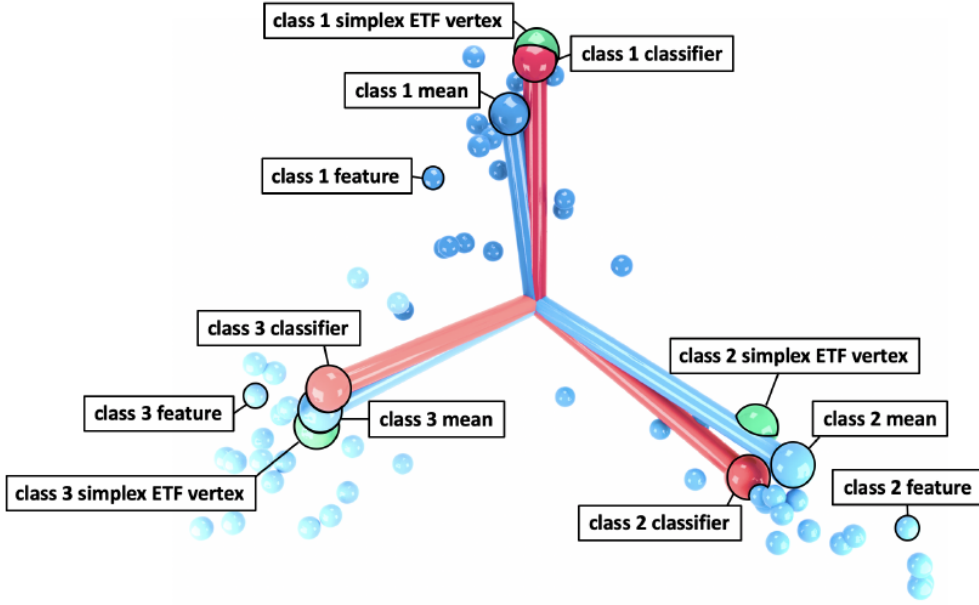 class 1 simplex ETF vertex
class 1 classifier
class 1 mean
class 1 feature
class 3 classifier
class 2 simplex ETF vertex
class 3 feature
class 3 mean
class 2 mean
class 3 simplex ETF vertex
class 2 feature
class 2 classifier